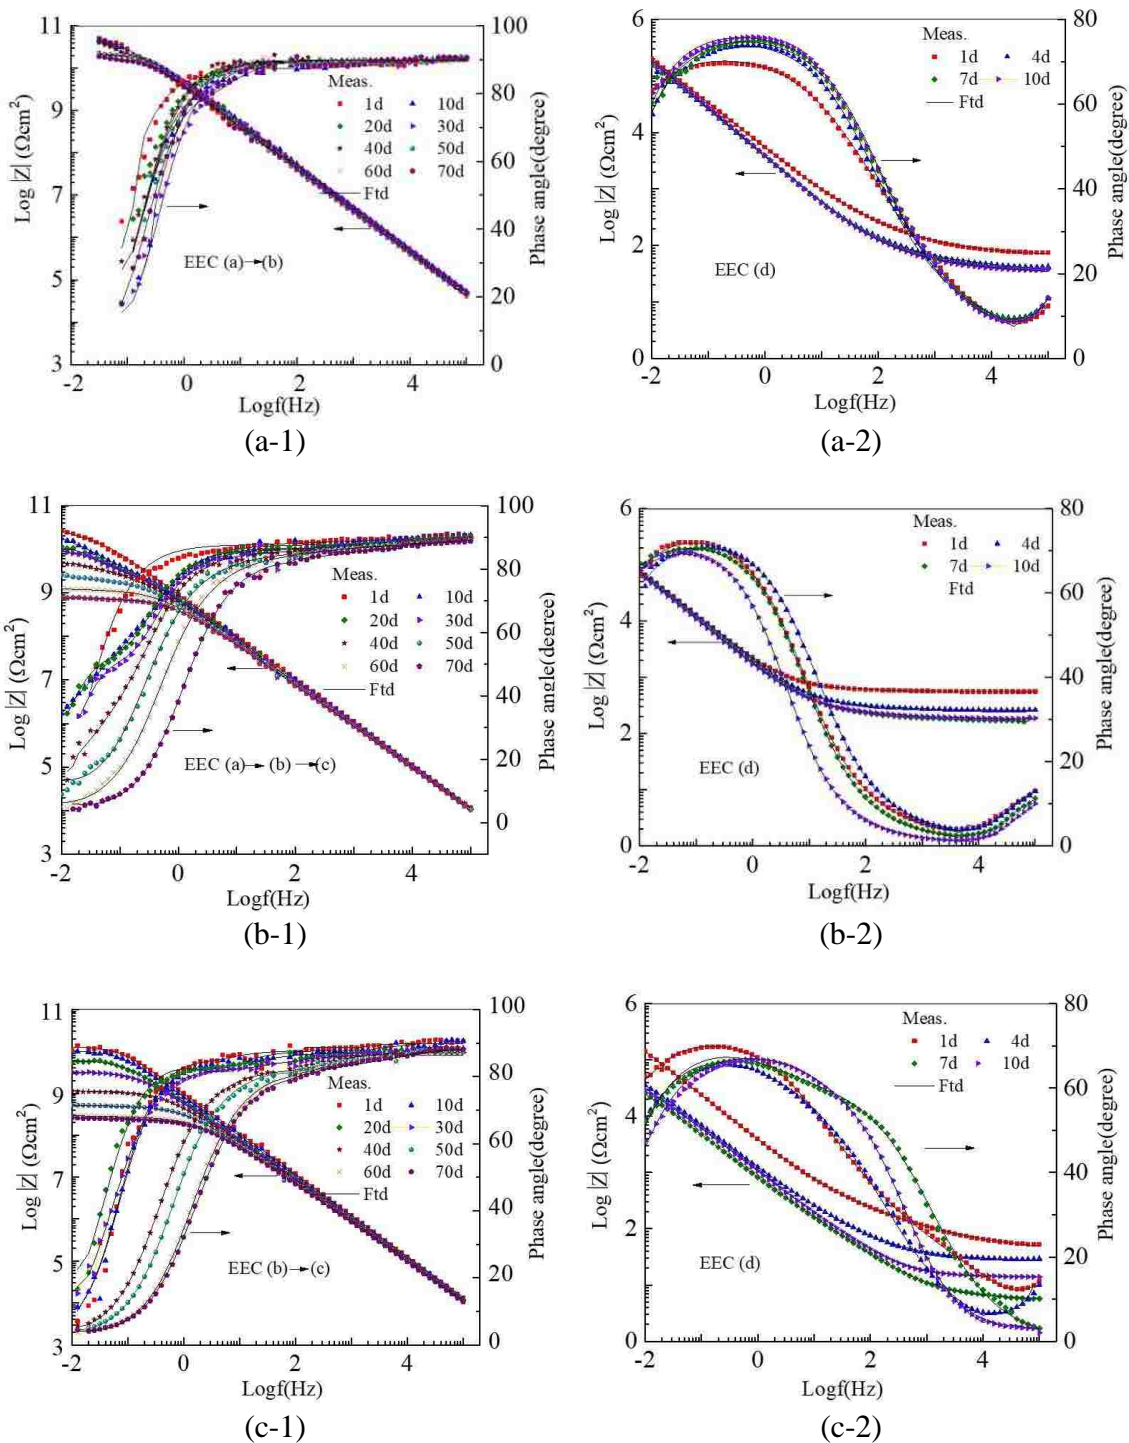 11
9
7
5
3
Log |Z| (Ωcm²)
100
80
60
40
20
0
Phase angle(degree)
Meas.
1d 10d
20d 30d
40d 50d
60d 70d
Ftd
EEC (a) (b)
-2 0 2 4
Logf(Hz)
(a-1)
6
4
2
0
Log |Z| (Ωcm²)
80
60
40
20
0
Phase angle(degree)
Meas.
1d 4d
7d 10d
Ftd
EEC (d)
-2 0 2 4
Logf(Hz)
(a-2)
11
9
7
5
3
Log |Z| (Ωcm²)
100
80
60
40
20
0
Phase angle(degree)
Meas.
1d 10d
20d 30d
40d 50d
60d 70d
Ftd
EEC (a) (b) (c)
-2 0 2 4
Logf(Hz)
(b-1)
6
4
2
0
Log |Z| (Ωcm²)
80
60
40
20
0
Phase angle(degree)
Meas.
1d 4d
7d 10d
Ftd
EEC (d)
-2 0 2 4
Logf(Hz)
(b-2)
11
9
7
5
3
Log |Z| (Ωcm²)
100
80
60
40
20
0
Phase angle(degree)
Meas.
1d 10d
20d 30d
40d 50d
60d 70d
Ftd
EEC (b) (c)
-2 0 2 4
Logf(Hz)
(c-1)
6
4
2
0
Log |Z| (Ωcm²)
80
60
40
20
0
Phase angle(degree)
Meas.
1d 4d
7d 10d
Ftd
EEC (d)
-2 0 2 4
Logf(Hz)
(c-2)